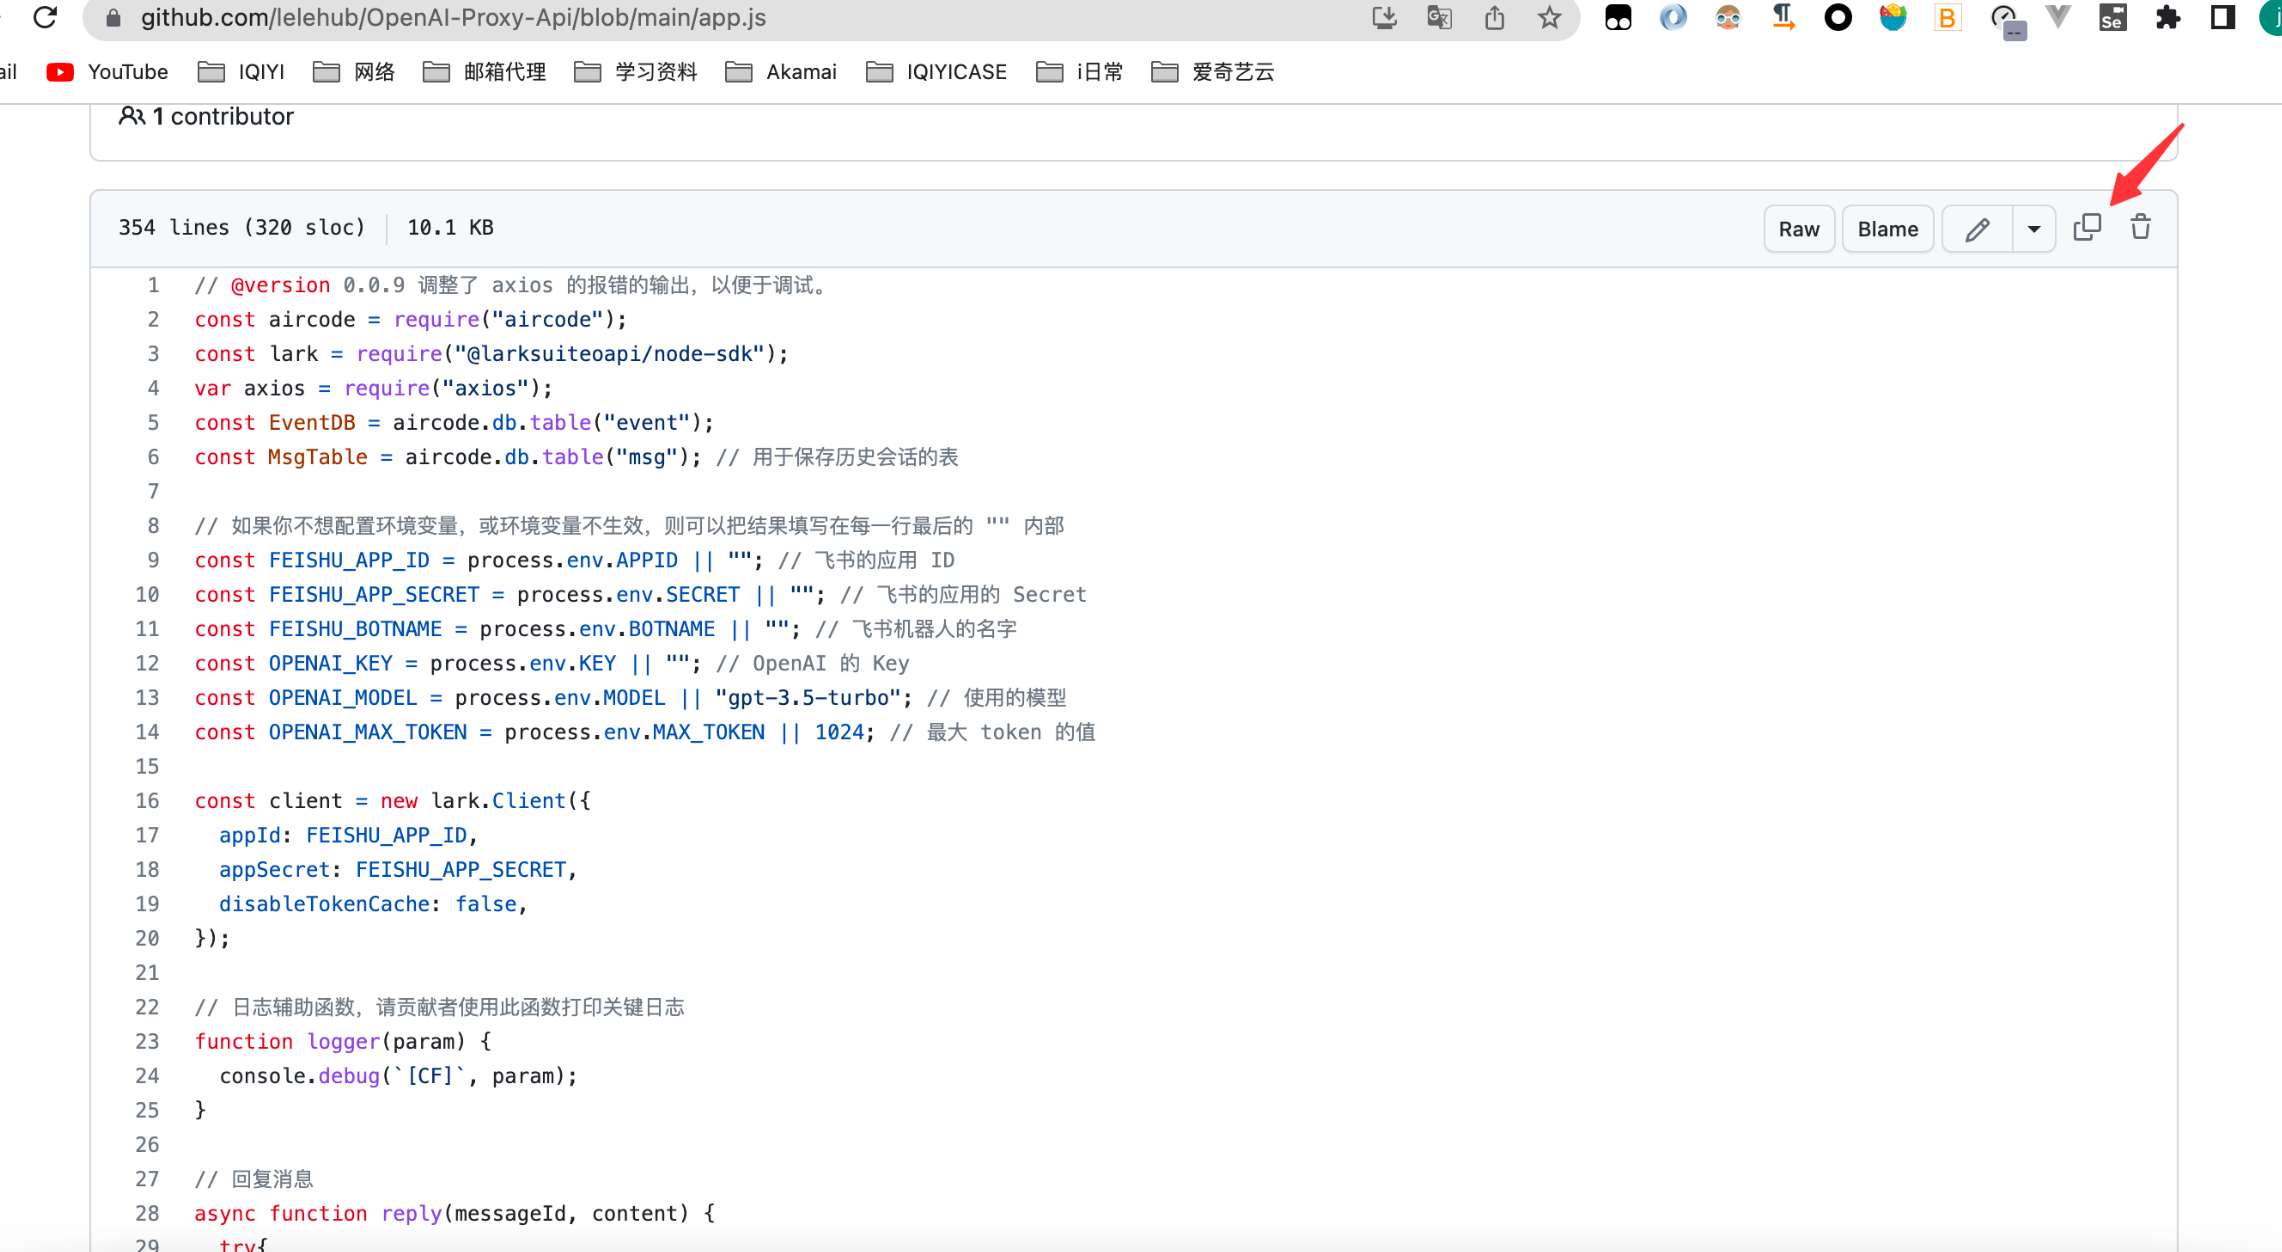 github.com/lelehub/OpenAI-Proxy-Api/blob/main/app.js
B
Se
ail YouTube IQIYI 网络 邮箱代理 学习资料 Akamai IQIYICASE i日常 爱奇艺云
1 contributor
354 lines (320 sloc) 10.1 KB
Raw Blame
1 // @version 0.0.9 调整了 axios 的报错的输出，以便于调试。
2 const aircode = require("aircode");
3 const lark = require("@larksuiteoapi/node-sdk");
4 var axios = require("axios");
5 const EventDB = aircode.db.table("event");
6 const MsgTable = aircode.db.table("msg"); // 用于保存历史会话的表
7
8 // 如果你不想配置环境变量，或环境变量不生效，则可以把结果填写在每一行最后的 "" 内部
9 const FEISHU_APP_ID = process.env.APPID || ""; // 飞书的应用 ID
10 const FEISHU_APP_SECRET = process.env.SECRET || ""; // 飞书的应用的 Secret
11 const FEISHU_BOTNAME = process.env.BOTNAME || ""; // 飞书机器人的名字
12 const OPENAI_KEY = process.env.KEY || ""; // OpenAI 的 Key
13 const OPENAI_MODEL = process.env.MODEL || "gpt-3.5-turbo"; // 使用的模型
14 const OPENAI_MAX_TOKEN = process.env.MAX_TOKEN || 1024; // 最大 token 的值
15
16 const client = new lark.Client({
17 appId: FEISHU_APP_ID,
18 appSecret: FEISHU_APP_SECRET,
19 disableTokenCache: false,
20 });
21
22 // 日志辅助函数，请贡献者使用此函数打印关键日志
23 function logger(param) {
24 console.debug(`[CF]`, param);
25 }
26
27 // 回复消息
28 async function reply(messageId, content) {
29 try{